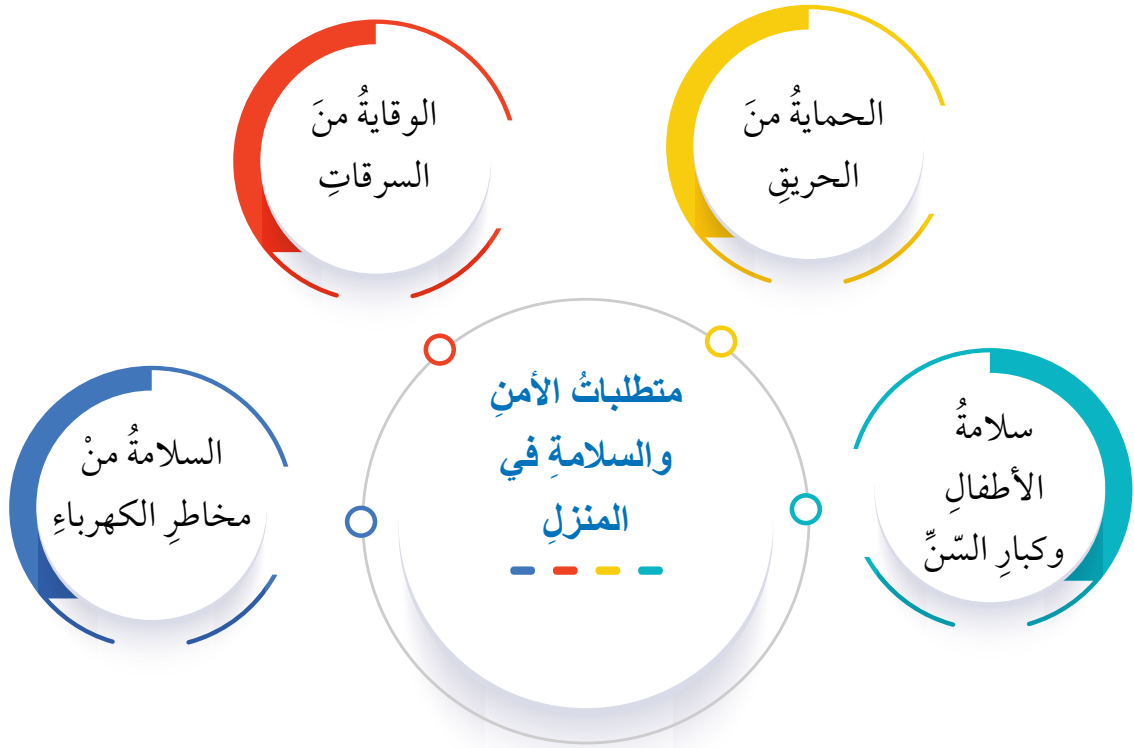 متطلباتُ الأمنِ
والسلامةِ في
المنزلِ
سلامةُ
الأطفالِ
وكبارِ السّنِّ
الحمايةُ منَ
الحريقِ
الوقايةُ منَ
السرقاتِ
السلامةُ منْ
مخاطرِ الكهرباءِ